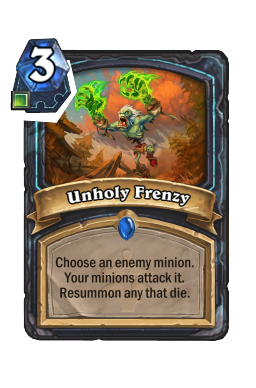 3
Unholy Frenzy
Choose an enemy minion.
Your minions attack it.
Resummon any that die.